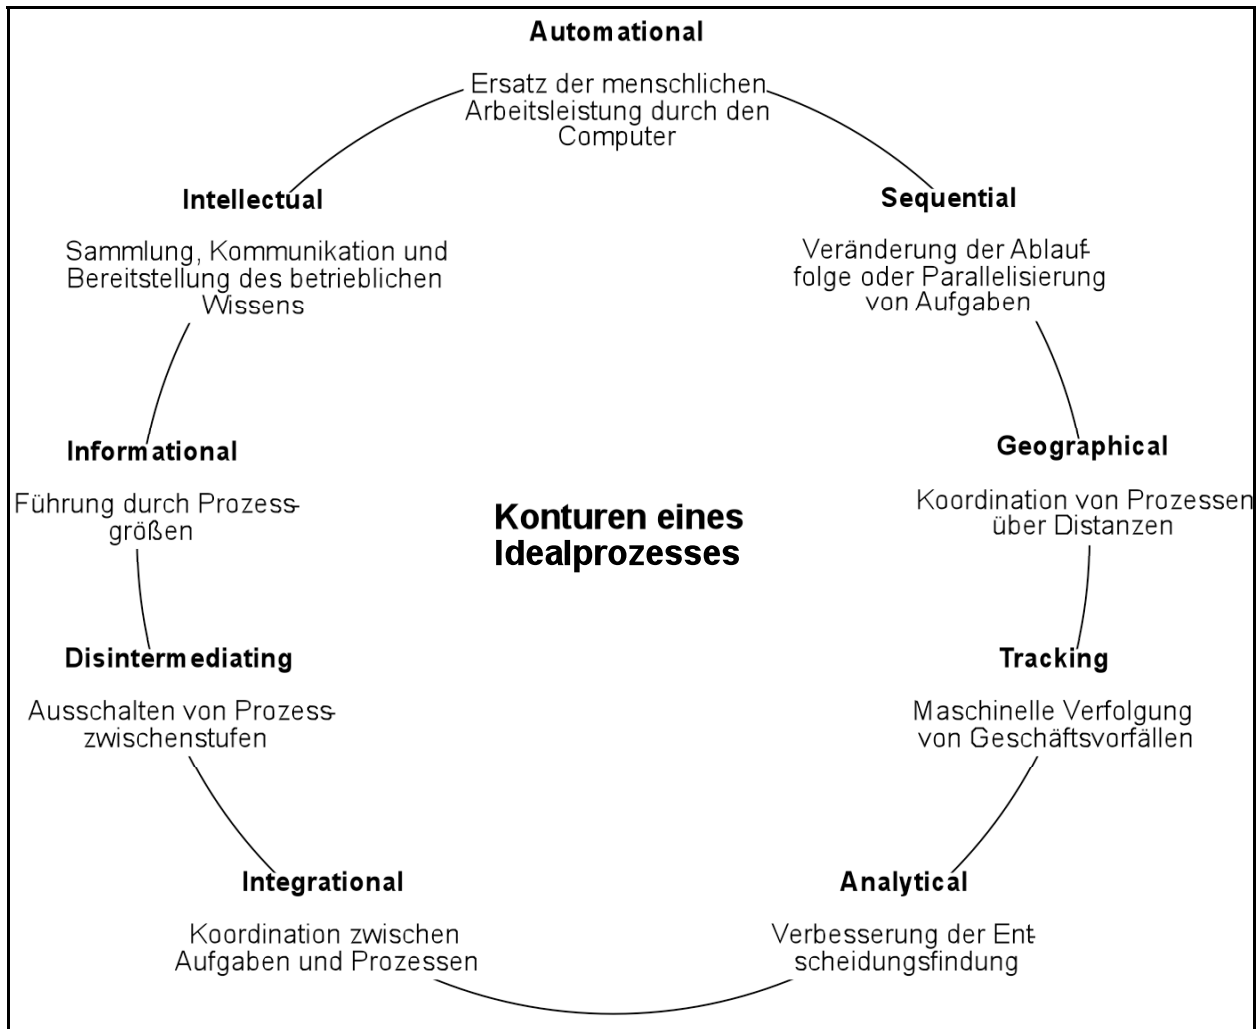 Automational
Ersatz der menschlichen
Arbeitsleistung durch den
Computer
Sequential
Veränderung der Ablauf-
folge oder Parallelisierung
von Aufgaben
Geographical
Koordination von Prozessen
über Distanzen
Tracking
Maschinelle Verfolgung
von Geschäftsvorfällen
Analytical
Verbesserung der Ent-
scheidungsfindung
Integrational
Koordination zwischen
Aufgaben und Prozessen
Disintermediating
Ausschalten von Prozess-
zwischenstufen
Informational
Führung durch Prozess-
größen
Intellectual
Sammlung, Kommunikation und
Bereitstellung des betrieblichen
Wissens
Konturen eines
Idealprozesses